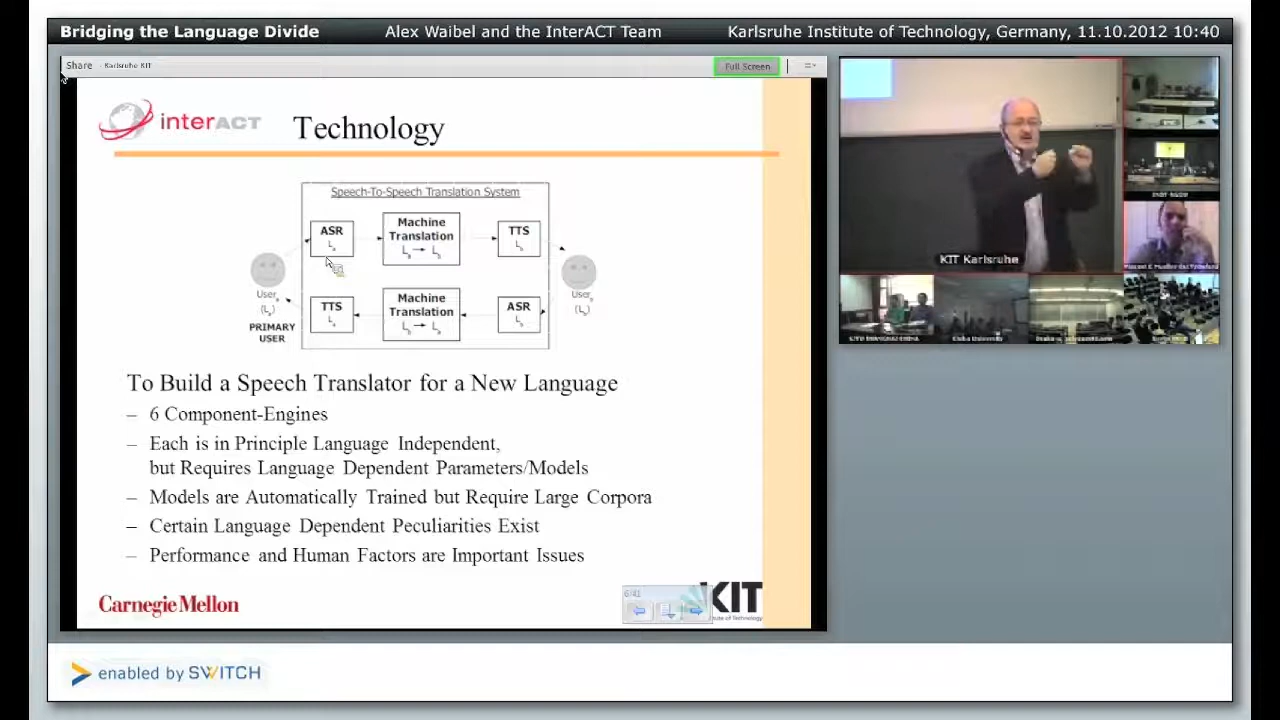 Bridging the Language Divide
Alex Waibel and the InterACT Team
Karlsruhe Institute of Technology, Germany, 11.10.2012 10:40
Share - Karlsruhe KIT
Full Screen
interACT
Technology
Speech-To-Speech Translation System
ASR
Machine
Translation
TTS
User
PRIMARY
USER
TTS
Machine
Translation
ASR
User
To Build a Speech Translator for a New Language
– 6 Component-Engines
– Each is in Principle Language Independent,
but Requires Language Dependent Parameters/Models
– Models are Automatically Trained but Require Large Corpora
– Certain Language Dependent Peculiarities Exist
– Performance and Human Factors are Important Issues
Carnegie Mellon
6/41
KIT
KIT Karlsruhe
enabled by SWITCH